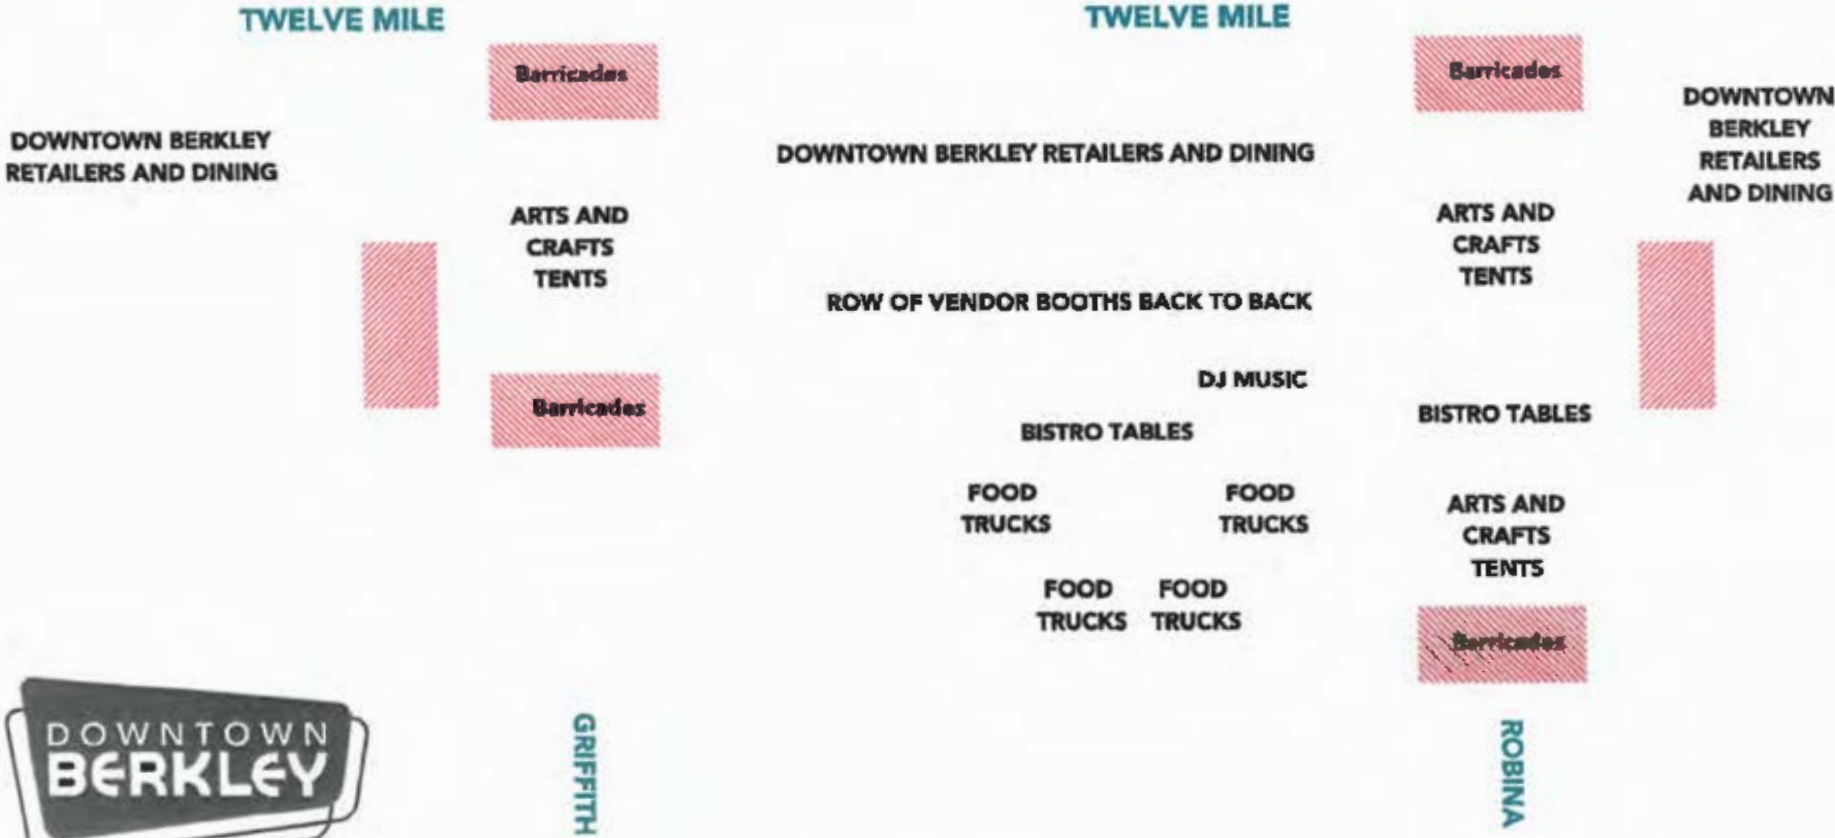 TWELVE MILE
TWELVE MILE
Barricades
Barricades
DOWNTOWN BERKLEY
RETAILERS AND DINING
DOWNTOWN BERKLEY RETAILERS AND DINING
DOWNTOWN
BERKLEY
RETAILERS
AND DINING
ARTS AND
CRAFTS
TENTS
ARTS AND
CRAFTS
TENTS
ROW OF VENDOR BOOTHS BACK TO BACK
DJ MUSIC
Barricades
BISTRO TABLES
BISTRO TABLES
FOOD
TRUCKS
FOOD
TRUCKS
ARTS AND
CRAFTS
TENTS
FOOD
TRUCKS
FOOD
TRUCKS
Barricades
DOWNTOWN
BERKLEY
GRIFFITH
ROBINA